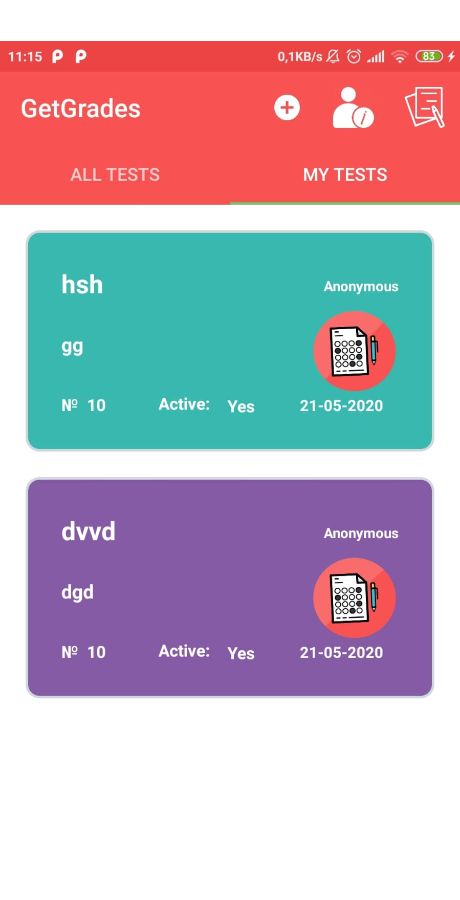 11:15 0,1KB/s 83
GetGrades
ALL TESTS MY TESTS
hsh
Anonymous
gg
№ 10 Active: Yes 21-05-2020
dvvd
Anonymous
dgd
№ 10 Active: Yes 21-05-2020